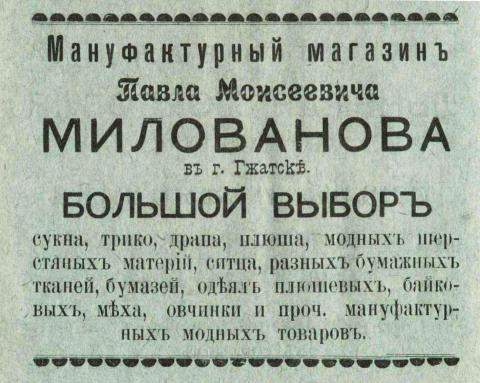 Мануфактурный магазинъ
Павла Моисеевича
МИЛОВАНОВА
въ г. Гжатскѣ.
БОЛЬШОЙ ВЫБОРЪ
сукна, трико, драпа, плюша, модныхъ шер-
стяныхъ матерій, ситца, разныхъ бумажныхъ
тканей, бумазей, одѣялъ плюшевыхъ, байко-
выхъ, мѣха, овчинки и проч. мануфактур-
ныхъ модныхъ товаровъ.